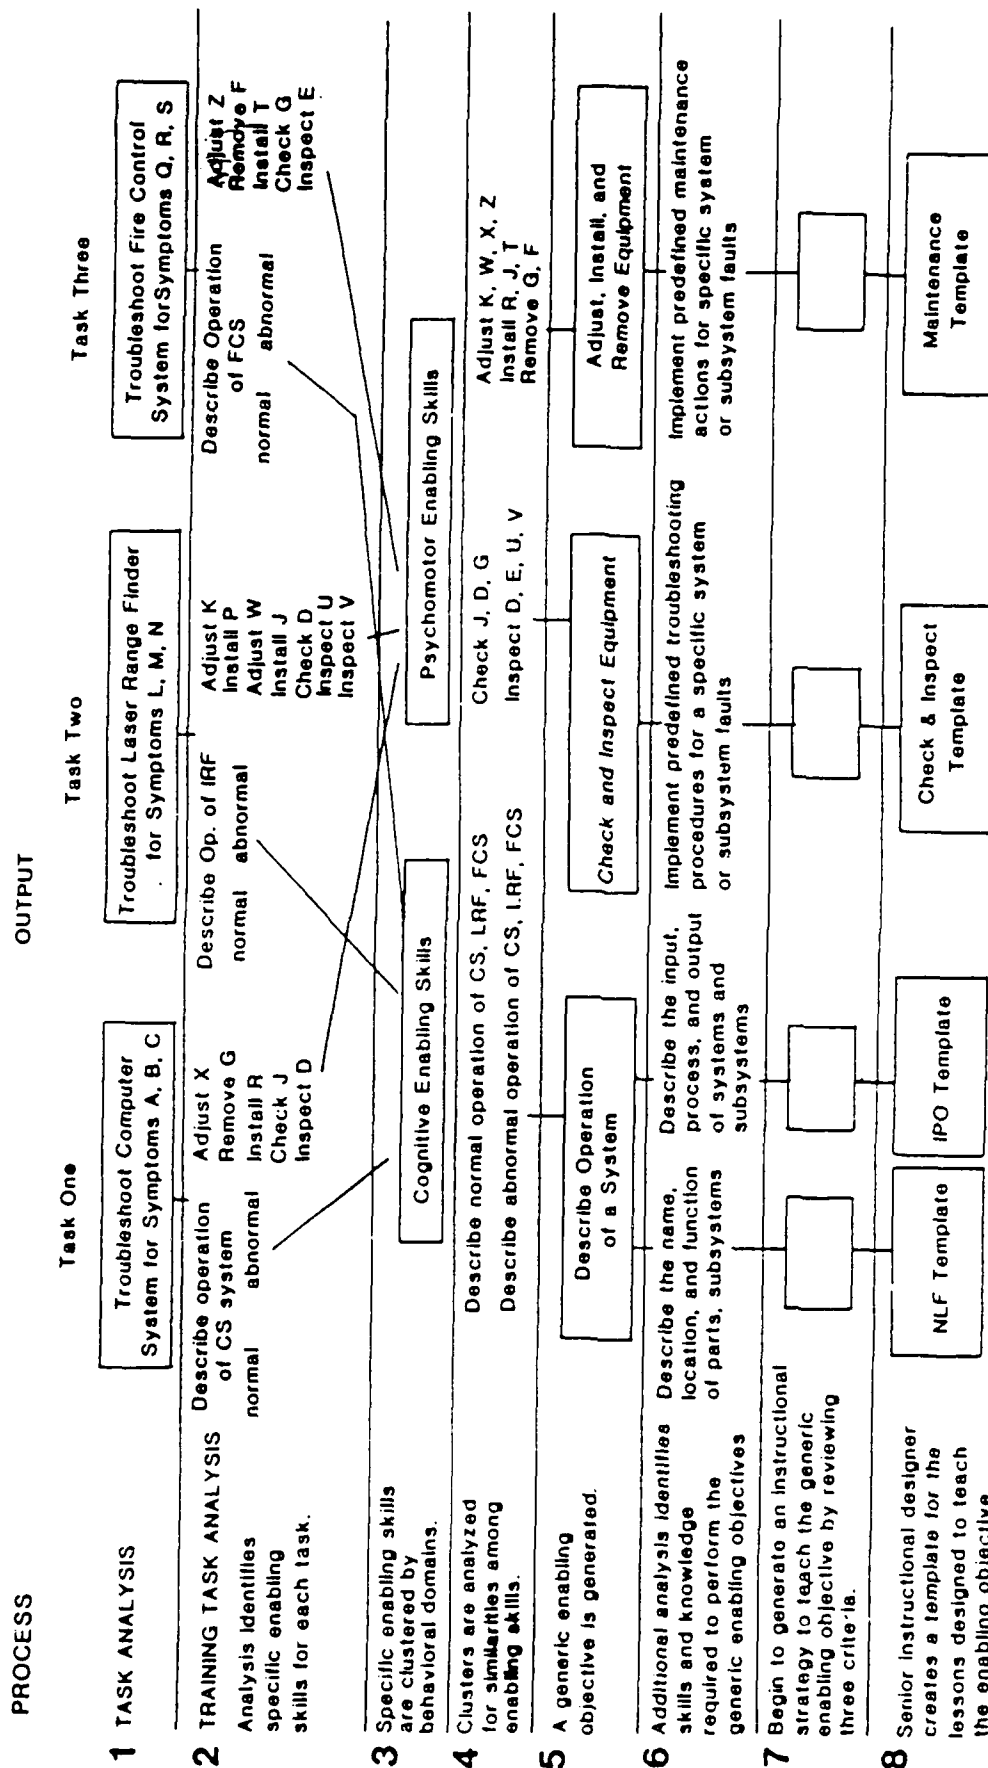 PROCESS
OUTPUT
Task One
Task Two
Task Three
1 TASK ANALYSIS
Troubleshoot Computer
System for Symptoms A, B, C
Troubleshoot Laser Range Finder
for Symptoms L, M, N
Troubleshoot Fire Control
System for Symptoms Q, R, S
2 TRAINING TASK ANALYSIS
Analysis identifies
specific enabling
skills for each task.
Describe operation
of CS system
normal abnormal
Adjust X
Remove G
Install R
Check J
Inspect D
Describe Op. of IRF
normal abnormal
Adjust K
Install P
Adjust W
Install J
Check D
Inspect U
Inspect V
Describe Operation
of FCS
normal abnormal
Adjust Z
Remove F
Install T
Check G
Inspect E
3 Specific enabling skills
are clustered by
behavioral domains.
Cognitive Enabling Skills
Psychomotor Enabling Skills
4 Clusters are analyzed
for similarities among
enabling skills.
Describe normal operation of CS, LRF, FCS
Describe abnormal operation of CS, LRF, FCS
Check J, D, G
Inspect D, E, U, V
Adjust K, W, X, Z
Install R, J, T
Remove G, F
5 A generic enabling
objective is generated.
Describe Operation
of a System
Check and Inspect Equipment
Adjust, Install, and
Remove Equipment
6 Additional analysis identifies
skills and knowledge
required to perform the
generic enabling objectives
Describe the name,
location, and function
of parts, subsystems
Describe the input,
process, and output
of systems and
subsystems
Implement predefined troubleshooting
procedures for a specific system
or subsystem faults
Implement predefined maintenance
actions for specific system
or subsystem faults
7 Begin to generate an instructional
strategy to teach the generic
enabling objective by reviewing
three criteria.
8 Senior instructional designer
creates a template for the
lessons designed to teach
the enabling objective
NLF Template
IPO Template
Check & Inspect
Template
Maintenance
Template